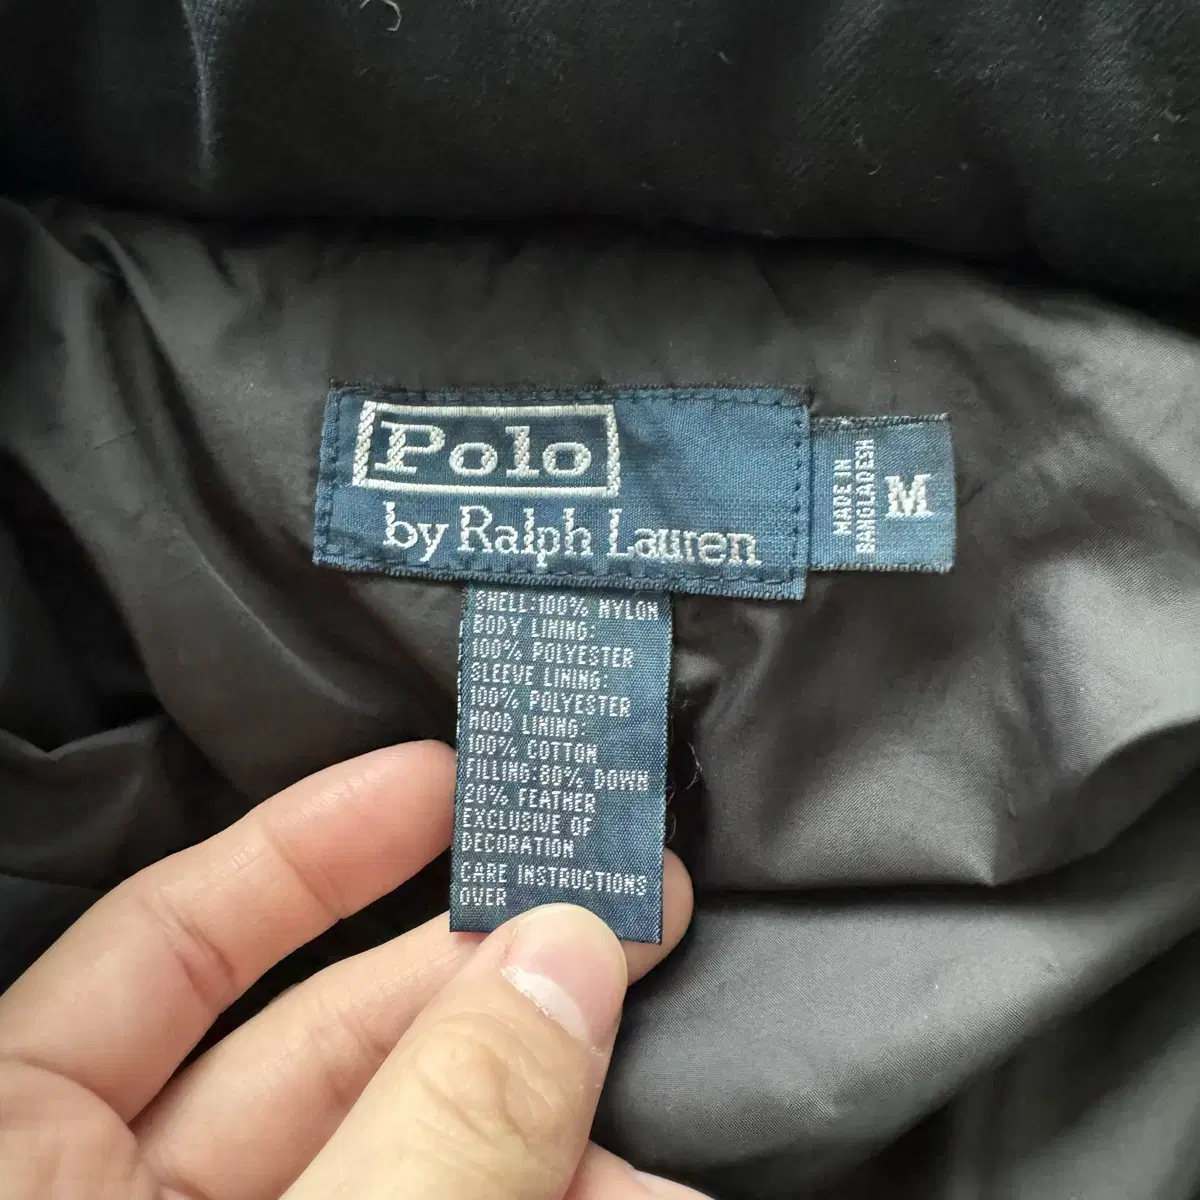 Polo
by Ralph Lauren
MADE IN
BANGLADESH
M
SHELL:100% NYLON
BODY LINING:
100% POLYESTER
SLEEVE LINING:
100% POLYESTER
HOOD LINING:
100% COTTON
FILLING:80% DOWN
20% FEATHER
EXCLUSIVE OF
DECORATION
CARE INSTRUCTIONS
OVER